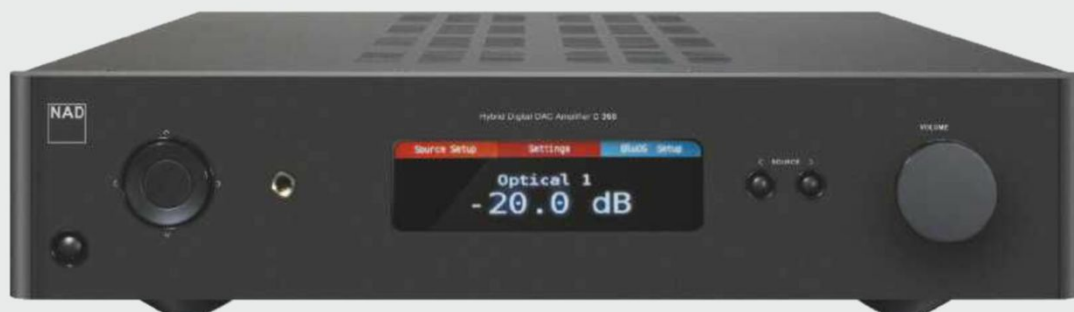 NAD
Hybrid Digital DAC Amplifier C 368
VOLUME
Source Setup Settings BluOS Setup
< SOURCE >
Optical 1
-20.0 dB